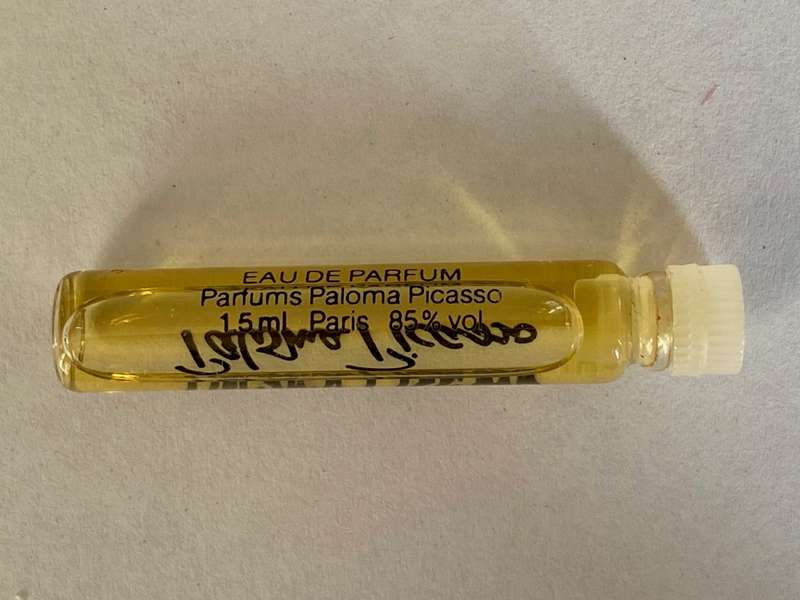 EAU DE PARFUM
Parfums Paloma Picasso
1.5 ml Paris 85% vol
Paloma Picasso